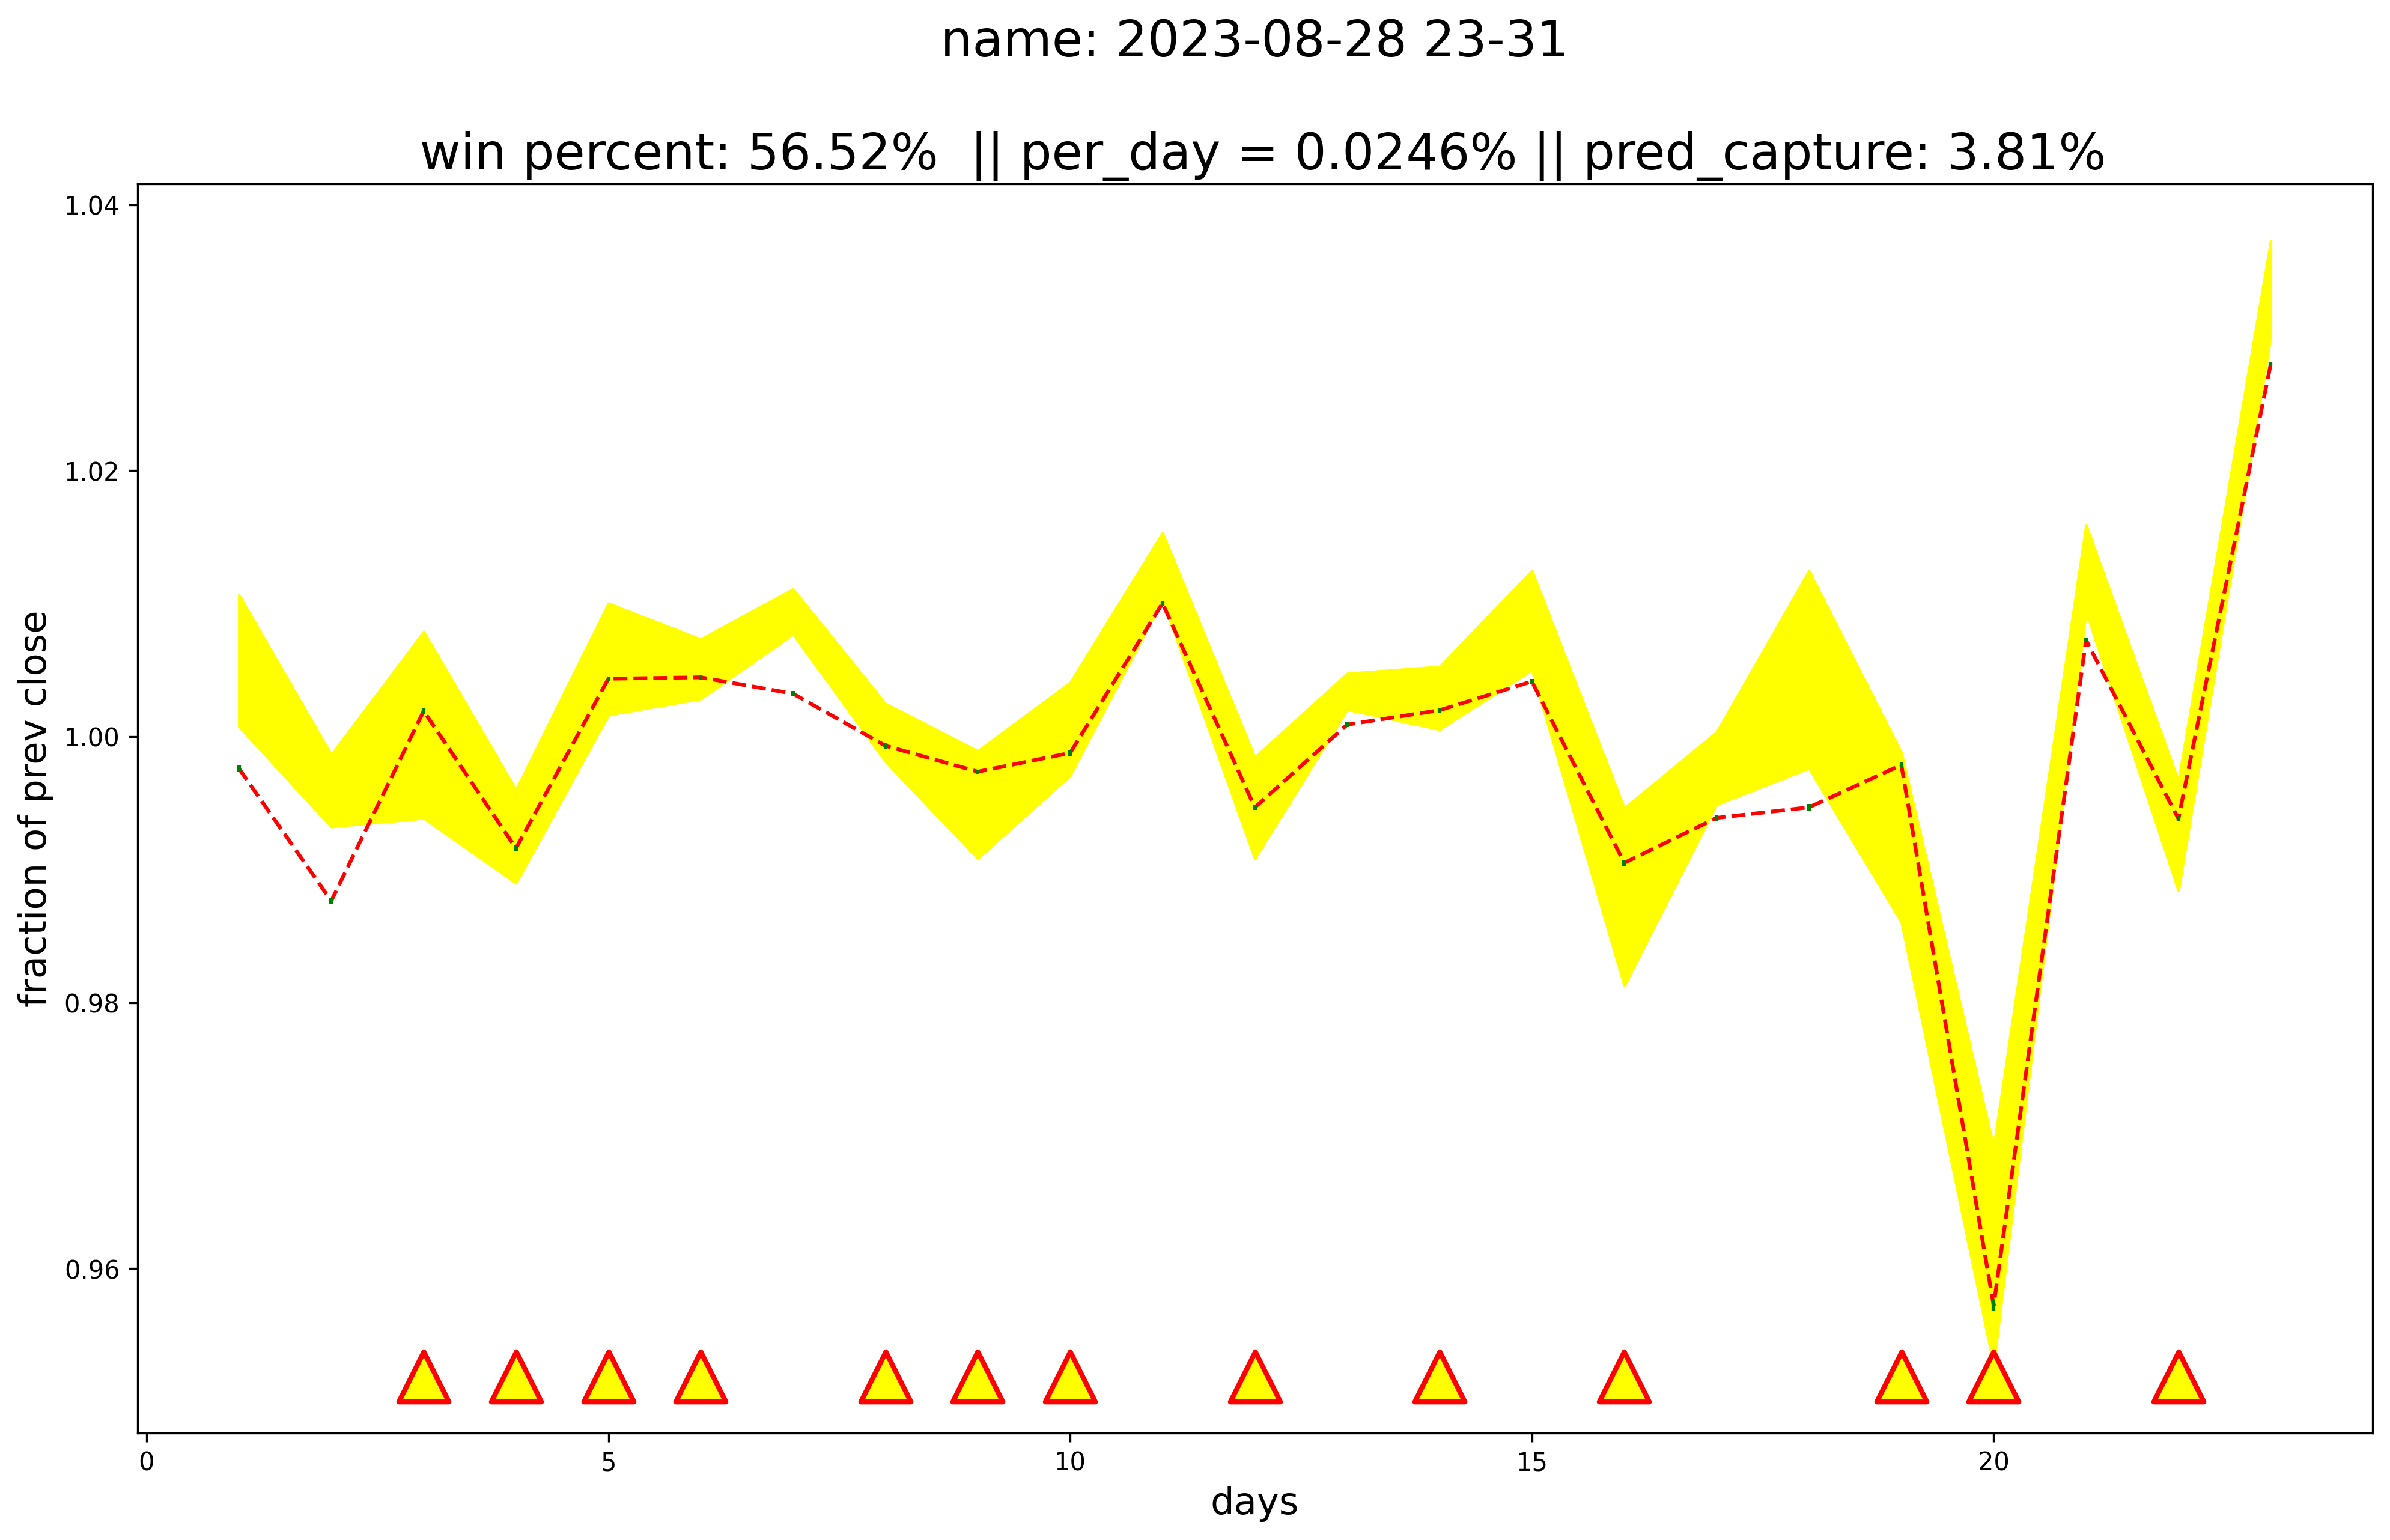 name: 2023-08-28 23-31
win percent: 56.52% || per_day = 0.0246% || pred_capture: 3.81%
fraction of prev close
1.04
1.02
1.00
0.98
0.96
0 5 10 15 20
days